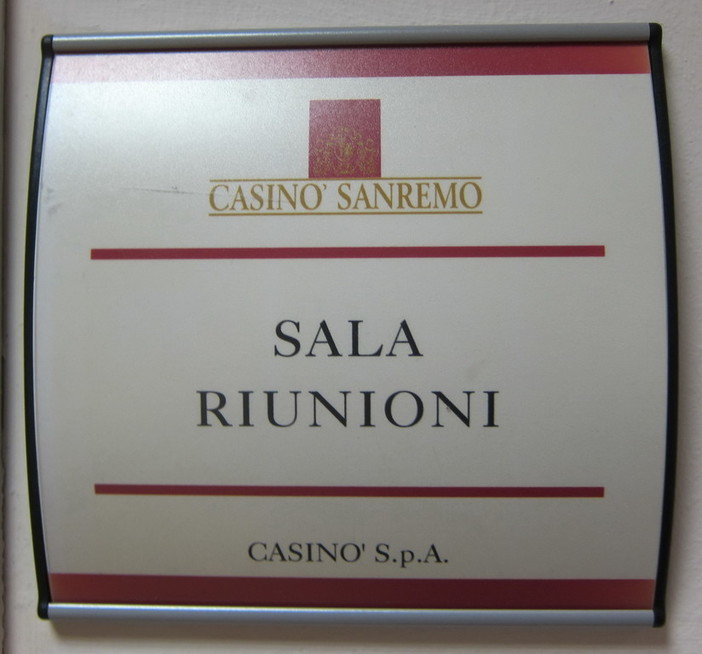 CASINO' SANREMO
SALA
RIUNIONI
CASINO' S.p.A.